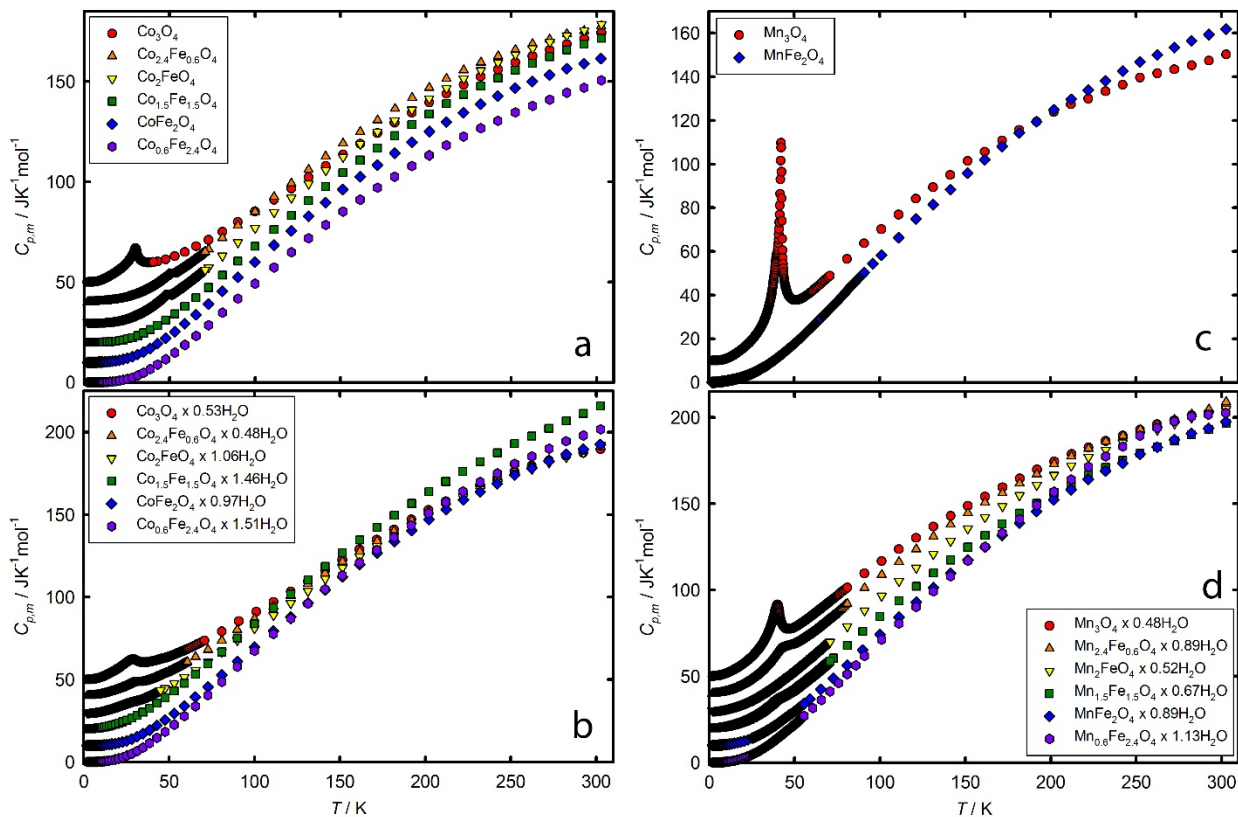 Co₃O₄
Co₂.₄Fe₀.₆O₄
Co₂FeO₄
Co₁.₅Fe₁.₅O₄
CoFe₂O₄
Co₀.₆Fe₂.₄O₄
Cp,m / JK⁻¹mol⁻¹
150
100
50
0
a
Mn₃O₄
MnFe₂O₄
Cp,m / JK⁻¹mol⁻¹
160
140
120
100
80
60
40
20
0
c
Co₃O₄ x 0.53H₂O
Co₂.₄Fe₀.₆O₄ x 0.48H₂O
Co₂FeO₄ x 1.06H₂O
Co₁.₅Fe₁.₅O₄ x 1.46H₂O
CoFe₂O₄ x 0.97H₂O
Co₀.₆Fe₂.₄O₄ x 1.51H₂O
Cp,m / JK⁻¹mol⁻¹
200
150
100
50
0
b
0 50 100 150 200 250 300
T / K
Cp,m / JK⁻¹mol⁻¹
200
150
100
50
0
d
Mn₃O₄ x 0.48H₂O
Mn₂.₄Fe₀.₆O₄ x 0.89H₂O
Mn₂FeO₄ x 0.52H₂O
Mn₁.₅Fe₁.₅O₄ x 0.67H₂O
MnFe₂O₄ x 0.89H₂O
Mn₀.₆Fe₂.₄O₄ x 1.13H₂O
0 50 100 150 200 250 300
T / K